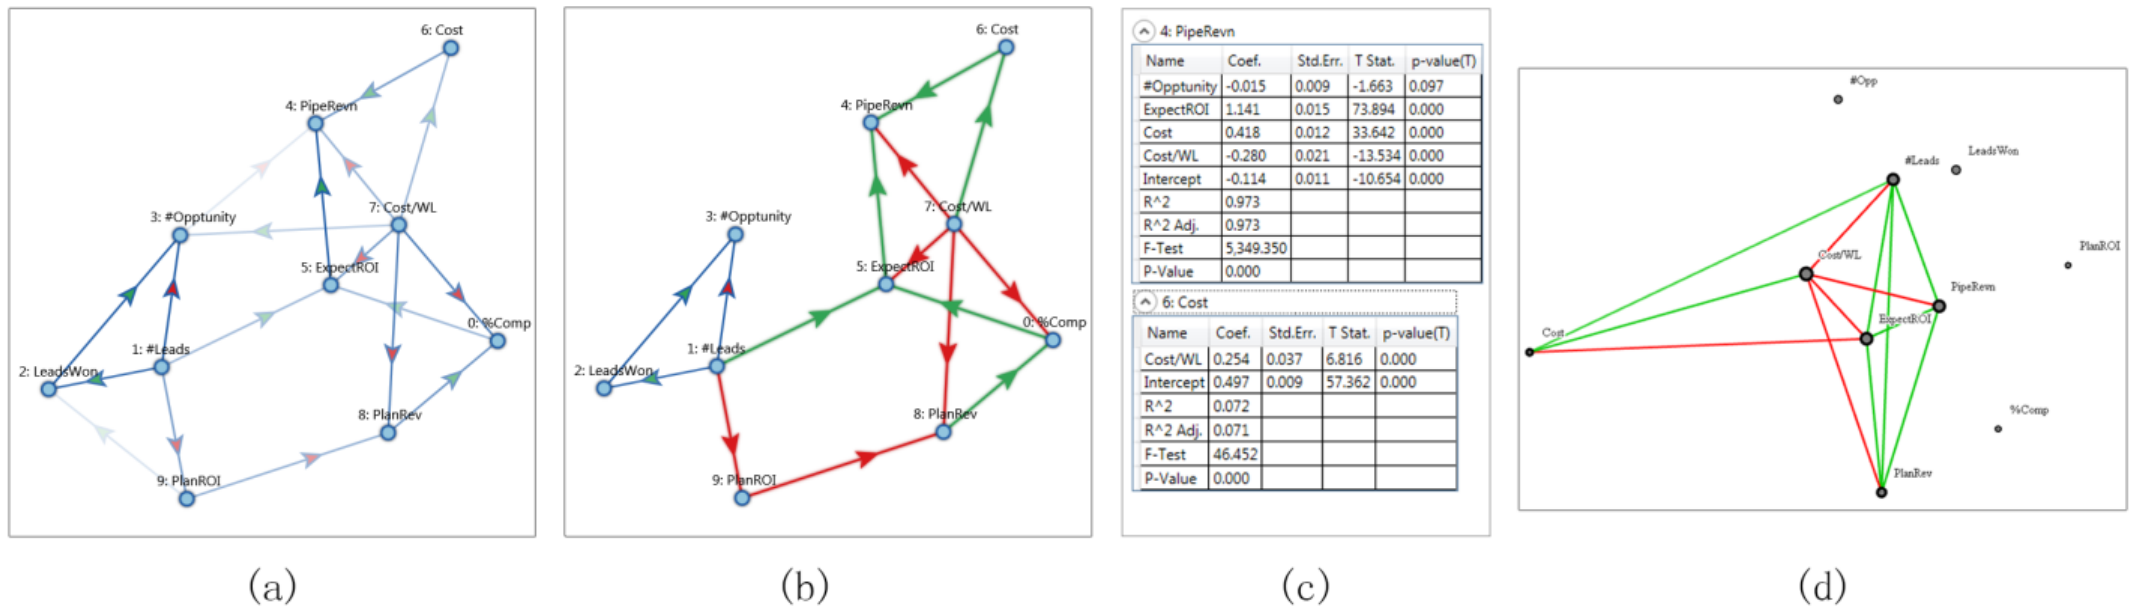 6: Cost
4: PipeRevn
3: #Opptunity
7: Cost/WL
5: ExpectROI
0: %Comp
1: #Leads
2: LeadsWon
8: PlanRev
9: PlanROI
(a)
6: Cost
4: PipeRevn
3: #Opptunity
7: Cost/WL
5: ExpectROI
0: %Comp
1: #Leads
2: LeadsWon
8: PlanRev
9: PlanROI
(b)
4: PipeRevn
Name Coef. Std.Err. T Stat. p-value(T)
#Opptunity -0.015 0.009 -1.663 0.097
ExpectROI 1.141 0.015 73.894 0.000
Cost 0.418 0.012 33.642 0.000
Cost/WL -0.280 0.021 -13.534 0.000
Intercept -0.114 0.011 -10.654 0.000
R^2 0.973
R^2 Adj. 0.973
F-Test 5,349.350
P-Value 0.000
6: Cost
Name Coef. Std.Err. T Stat. p-value(T)
Cost/WL 0.254 0.037 6.816 0.000
Intercept 0.497 0.009 57.362 0.000
R^2 0.072
R^2 Adj. 0.071
F-Test 46.452
P-Value 0.000
(c)
#Opp
LeadsWon
#Leads
PlanROI
Cost/WL
PipeRevn
ExpectROI
Cost
%Comp
PlanRev
(d)